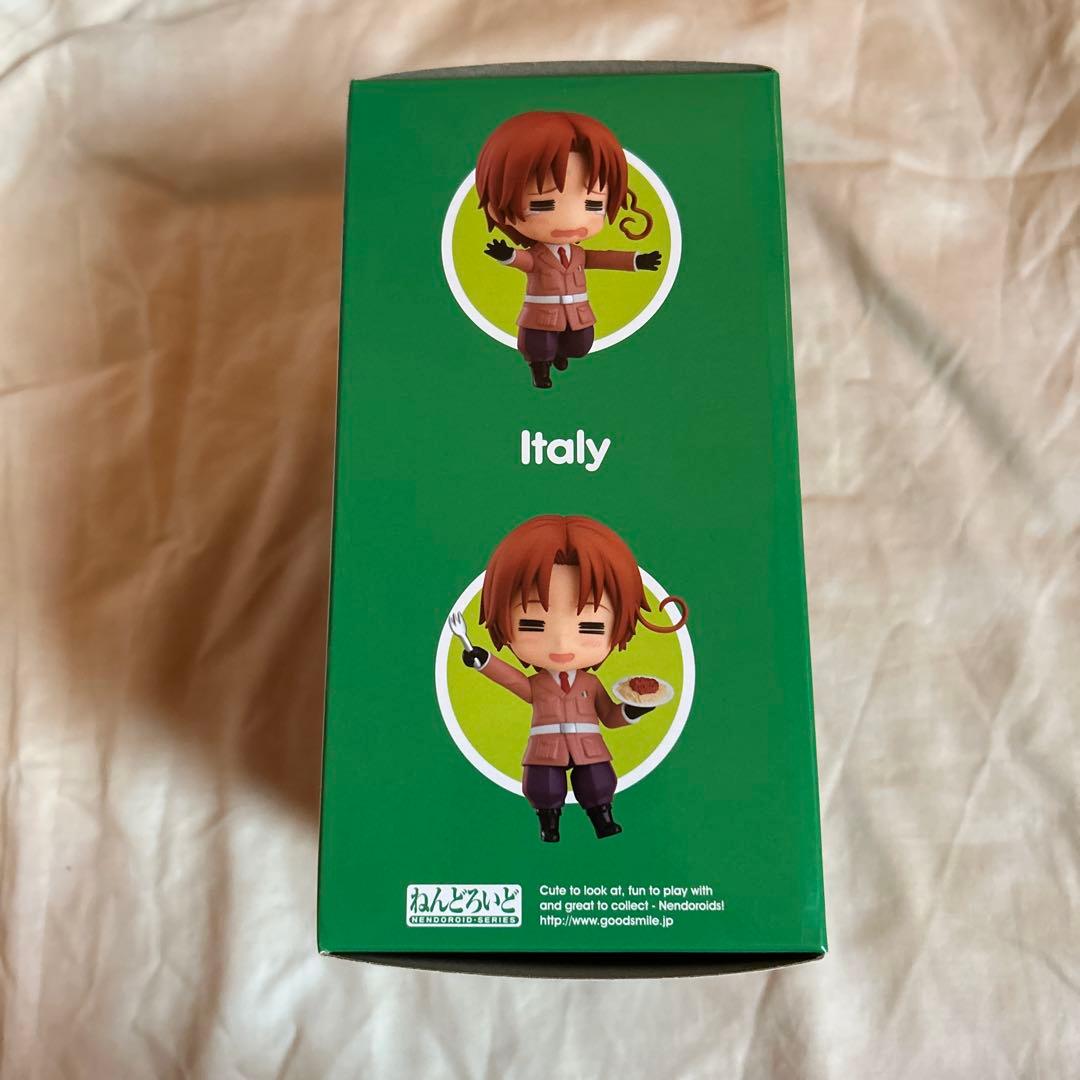 Italy
ねんどろいど
NENDOROID·SERIES
Cute to look at, fun to play with
and great to collect - Nendoroids!
http://www.goodsmile.jp